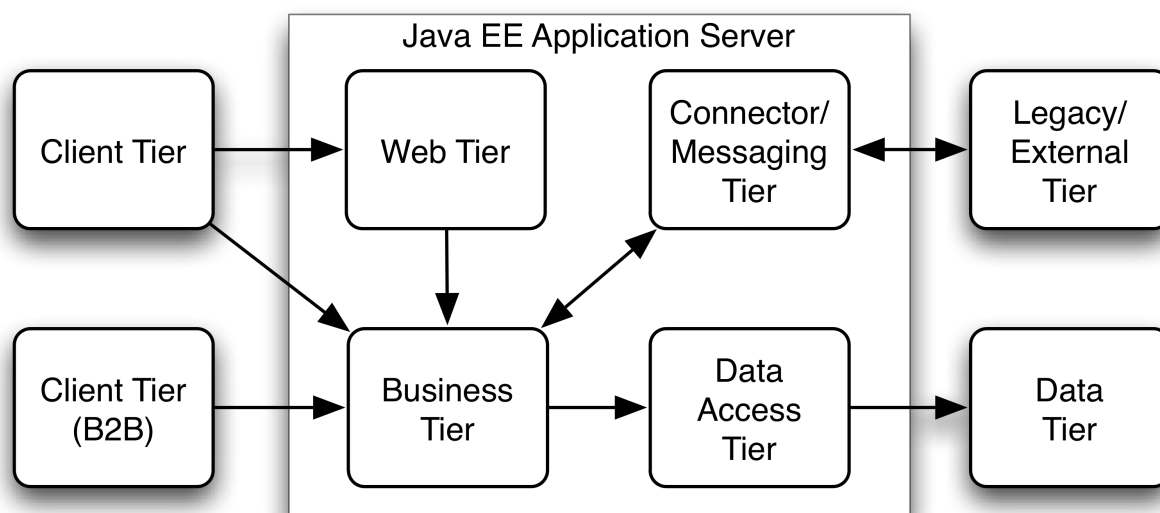 Java EE Application Server
Client Tier
Web Tier
Connector/
Messaging
Tier
Legacy/
External
Tier
Client Tier
(B2B)
Business
Tier
Data
Access
Tier
Data
Tier